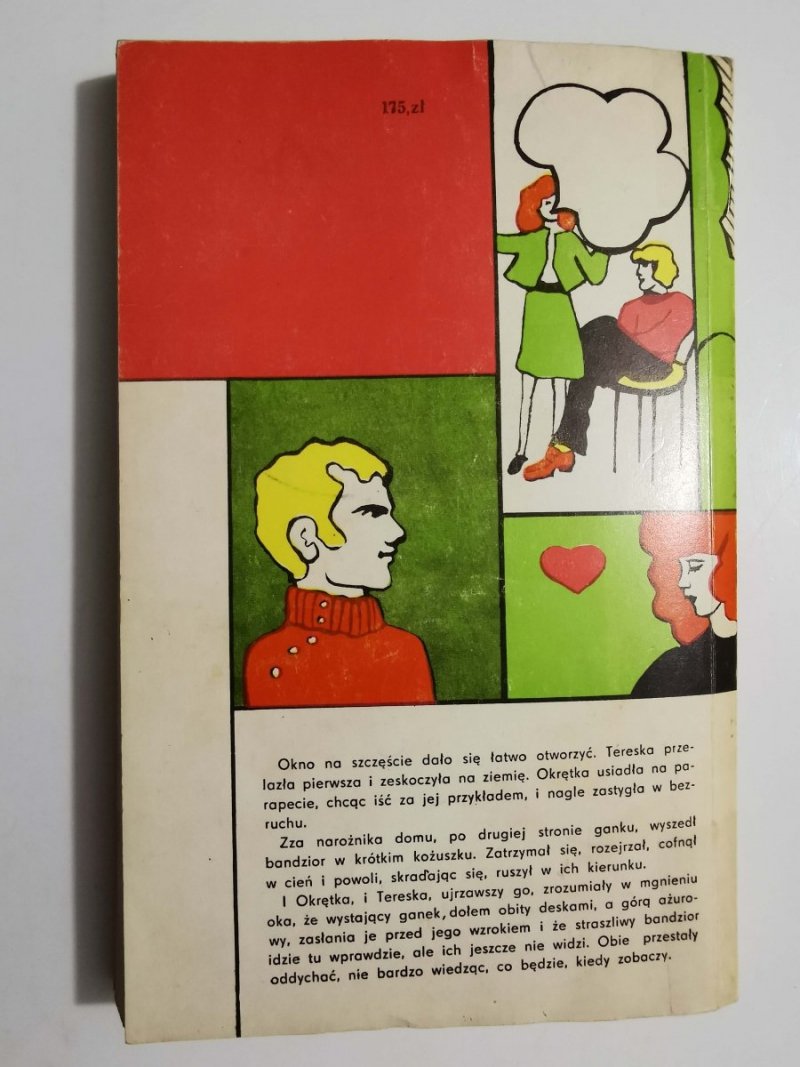 175,zł
Okno na szczęście dało się łatwo otworzyć. Tereska prze-
lazła pierwsza i zeskoczyła na ziemię. Okrętka usiadła na pa-
rapecie, chcąc iść za jej przykładem, i nagle zastygła w bez-
ruchu.
Zza narożnika domu, po drugiej stronie ganku, wyszedł
bandzior w krótkim kożuszku. Zatrzymał się, rozejrzał, cofnął
w cień i powoli, skradając się, ruszył w ich kierunku.
I Okrętka, i Tereska, ujrzawszy go, zrozumiały w mgnieniu
oka, że wystający ganek, dołem obity deskami, a górą ażuro-
wy, zasłania je przed jego wzrokiem i że straszliwy bandzior
idzie tu wprawdzie, ale ich jeszcze nie widzi. Obie przestały
oddychać, nie bardzo wiedząc, co będzie, kiedy zobaczy.